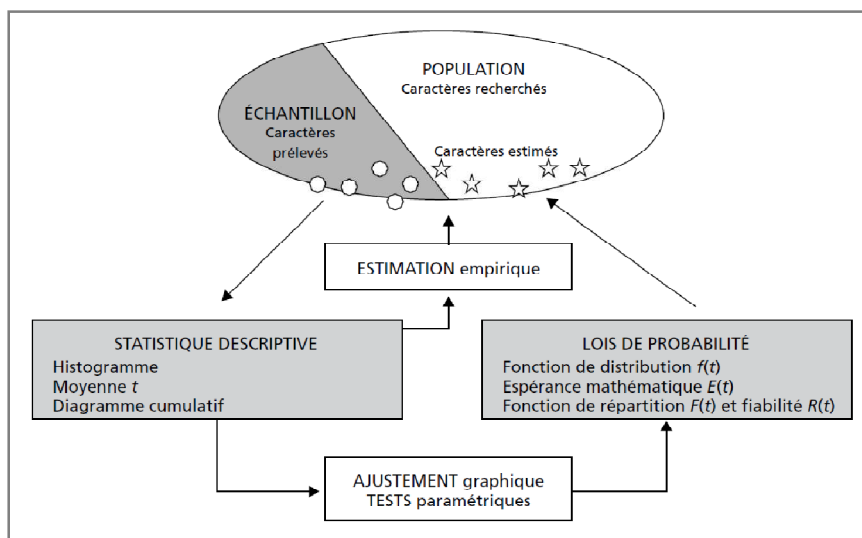 POPULATION
Caractères recherchés
ÉCHANTILLON
Caractères
prélevés
Caractères estimés
ESTIMATION empirique
STATISTIQUE DESCRIPTIVE
Histogramme
Moyenne t
Diagramme cumulatif
LOIS DE PROBABILITÉ
Fonction de distribution f(t)
Espérance mathématique E(t)
Fonction de répartition F(t) et fiabilité R(t)
AJUSTEMENT graphique
TESTS paramétriques